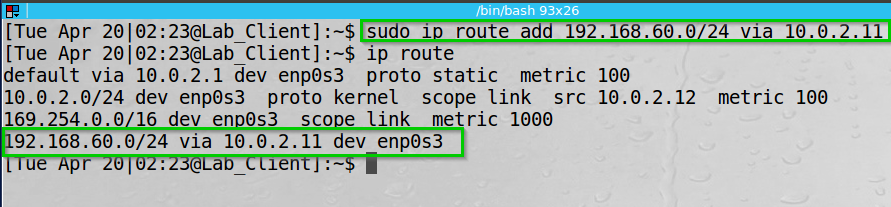 /bin/bash 93x26
[Tue Apr 20|02:23@Lab_Client]:~$ sudo ip route add 192.168.60.0/24 via 10.0.2.11
[Tue Apr 20|02:23@Lab_Client]:~$ ip route
default via 10.0.2.1 dev enp0s3  proto static  metric 100
10.0.2.0/24 dev enp0s3  proto kernel  scope link  src 10.0.2.12  metric 100
169.254.0.0/16 dev enp0s3  scope link  metric 1000
192.168.60.0/24 via 10.0.2.11 dev enp0s3
[Tue Apr 20|02:23@Lab_Client]:~$